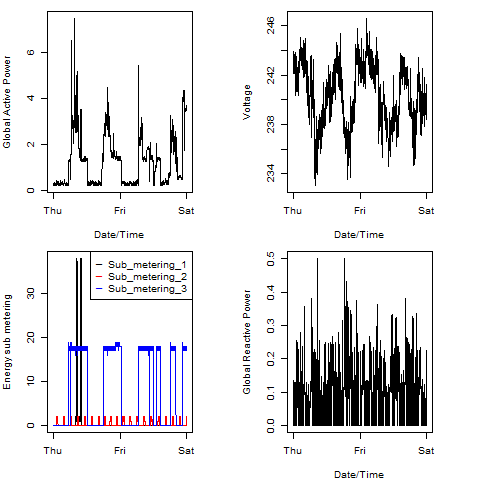 Global Active Power
0 2 4 6
Thu Fri Sat
Date/Time
Voltage
234 238 242 246
Thu Fri Sat
Date/Time
Energy sub metering
0 10 20 30
Sub_metering_1
Sub_metering_2
Sub_metering_3
Thu Fri Sat
Global Reactive Power
0.0 0.1 0.2 0.3 0.4 0.5
Thu Fri Sat
Date/Time